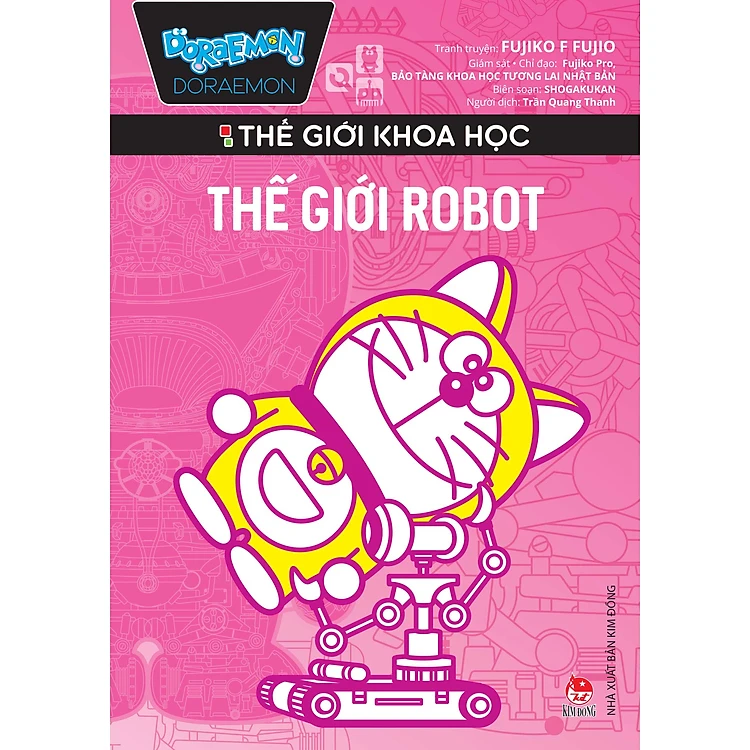 DORAEMON
DORAEMON
Tranh truyện: FUJIKO F FUJIO
Giám sát • Chỉ đạo: Fujiko Pro,
BẢO TÀNG KHOA HỌC TƯƠNG LAI NHẬT BẢN
Biên soạn: SHOGAKUKAN
Người dịch: Trần Quang Thanh
THẾ GIỚI KHOA HỌC
THẾ GIỚI ROBOT
NHÀ XUẤT BẢN KIM ĐỒNG
KIM ĐỒNG